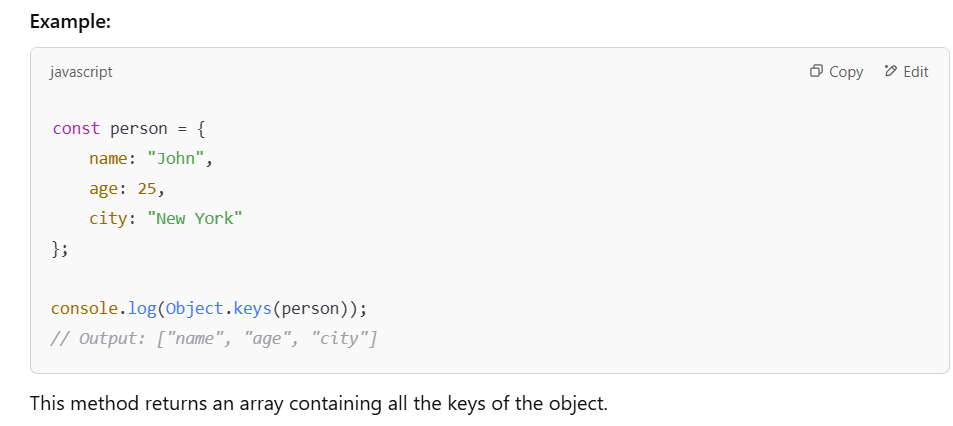 Example:
javascript
Copy Edit
const person = {
    name: "John",
    age: 25,
    city: "New York"
};
console.log(Object.keys(person));
// Output: ["name", "age", "city"]
This method returns an array containing all the keys of the object.